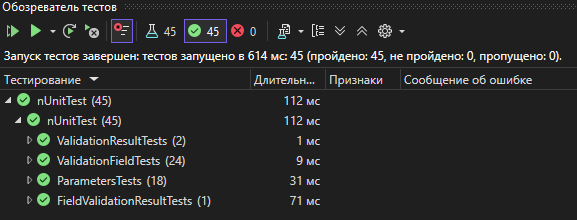 Обозреватель тестов
45 45 0
Запуск тестов завершен: тестов запущено в 614 мс: 45 (пройдено: 45, не пройдено: 0, пропущено: 0).
Тестирование Длительн... Признаки Сообщение об ошибке
nUnitTest (45) 112 мс
nUnitTest (45) 112 мс
ValidationResultTests (2) 1 мс
ValidationFieldTests (24) 9 мс
ParametersTests (18) 31 мс
FieldValidationResultTests (1) 71 мс